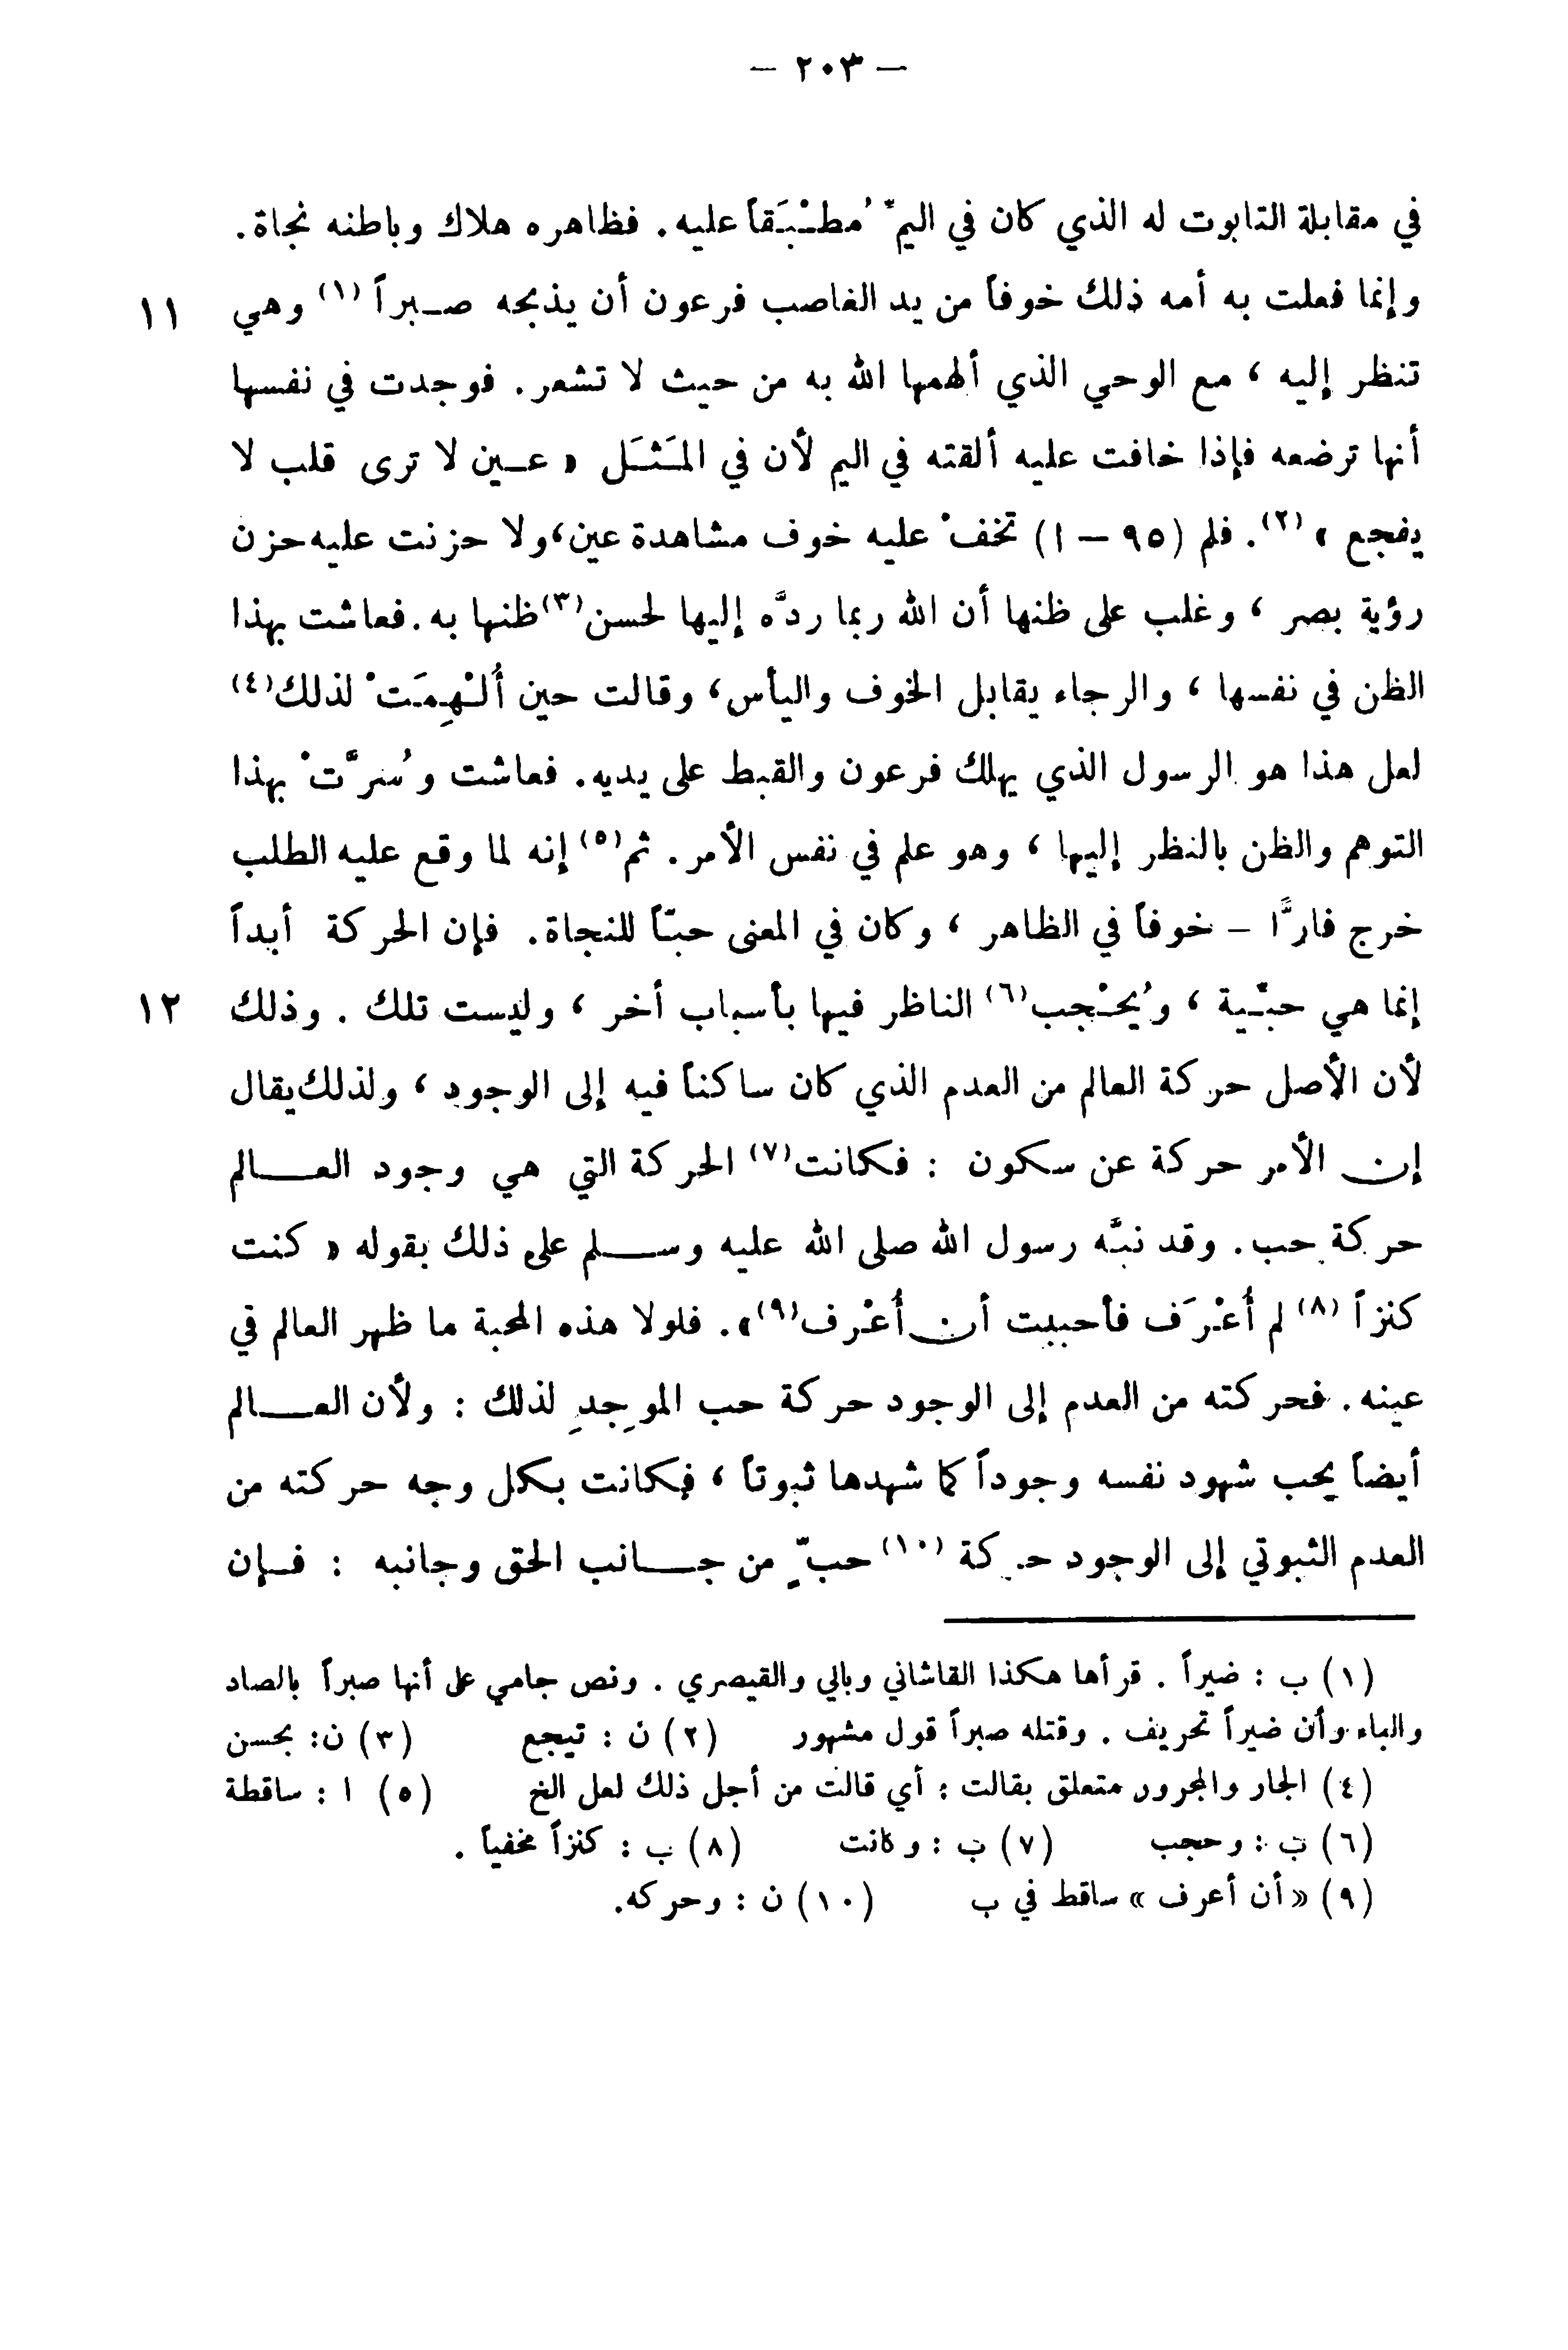 — ٢٠٣ —
في مقابلة التابوت له الذي كان في اليمّ مُطْبَقاً عليه. فظاهره هلاك وباطنه نجاة.
وإنما فعلت به أمه ذلك خوفاً من يد الغاصب فرعون أن يذبحه صبراً (١) وهي ١١
تنظر إليه ، مع الوحي الذي ألهمها الله به من حيث لا تشعر. فوجدت في نفسها
أنها ترضعه فإذا خافت عليه ألقته في اليم لأن في المَثَل « عين لا ترى قلب لا
يفجع » (٢). فلم (٩٥ – ا) تخفْ عليه خوف مشاهدة عين، ولا حزنت عليه حزن
رؤية بصر ، وغلب على ظنها أن الله ربما ردَّه إليها لحسن (٣) ظنها به. فعاشت بهذا
الظن في نفسها ، والرجاء يقابل الخوف واليأس، وقالت حين أُلْهِمَتْ لذلك (٤)
لعل هذا هو الرسول الذي يهلك فرعون والقبط على يديه. فعاشت وسُرَّتْ بهذا
التوهم والظن بالنظر إليها ، وهو علم في نفس الأمر. ثم (٥) إنه لما وقع عليه الطلب
خرج فارًّا – خوفاً في الظاهر ، وكان في المعنى حبّاً للنجاة. فإن الحركة أبداً
إنما هي حبِّية ، ويُحْجب (٦) الناظر فيها بأسباب أخر ، وليست تلك . وذلك ١٢
لأن الأصل حركة العالم من العدم الذي كان ساكناً فيه إلى الوجود ، ولذلك يقال
إن الأمر حركة عن سكون : فكانت (٧) الحركة التي هي وجود العالم
حركة حب. وقد نبَّه رسول الله صلى الله عليه وسلم على ذلك بقوله « كنت
كنزاً (٨) لم أُعْرَف فأحببت أن أُعْرف (٩)». فلولا هذه المحبة ما ظهر العالم في
عينه. فحركته من العدم إلى الوجود حركة حب الموجِدِ لذلك : ولأن العالم
أيضاً يحب شهود نفسه وجوداً كما شهدها ثبوتاً ، فكانت بكل وجه حركته من
العدم الثبوتي إلى الوجود حركة (١٠) حبٍّ من جانب الحق وجانبه : فإن
(١) ب : ضيراً . قرأها هكذا القاشاني وبالي والقيصري . ونص جامي على أنها صبراً بالصاد
والباء وأن ضيراً تحريف . وقتله صبراً قول مشهور (٢) ن : تيجع (٣) ن: بحسن
(٤) الجار والمجرور متعلق بقالت : أي قالت من أجل ذلك لعل الخ (٥) ا : ساقطة
(٦) ب : وحجب (٧) ب : وكانت (٨) ب : كنزاً مخفياً .
(٩) «أن أعرف» ساقط في ب (١٠) ن : وحركه.